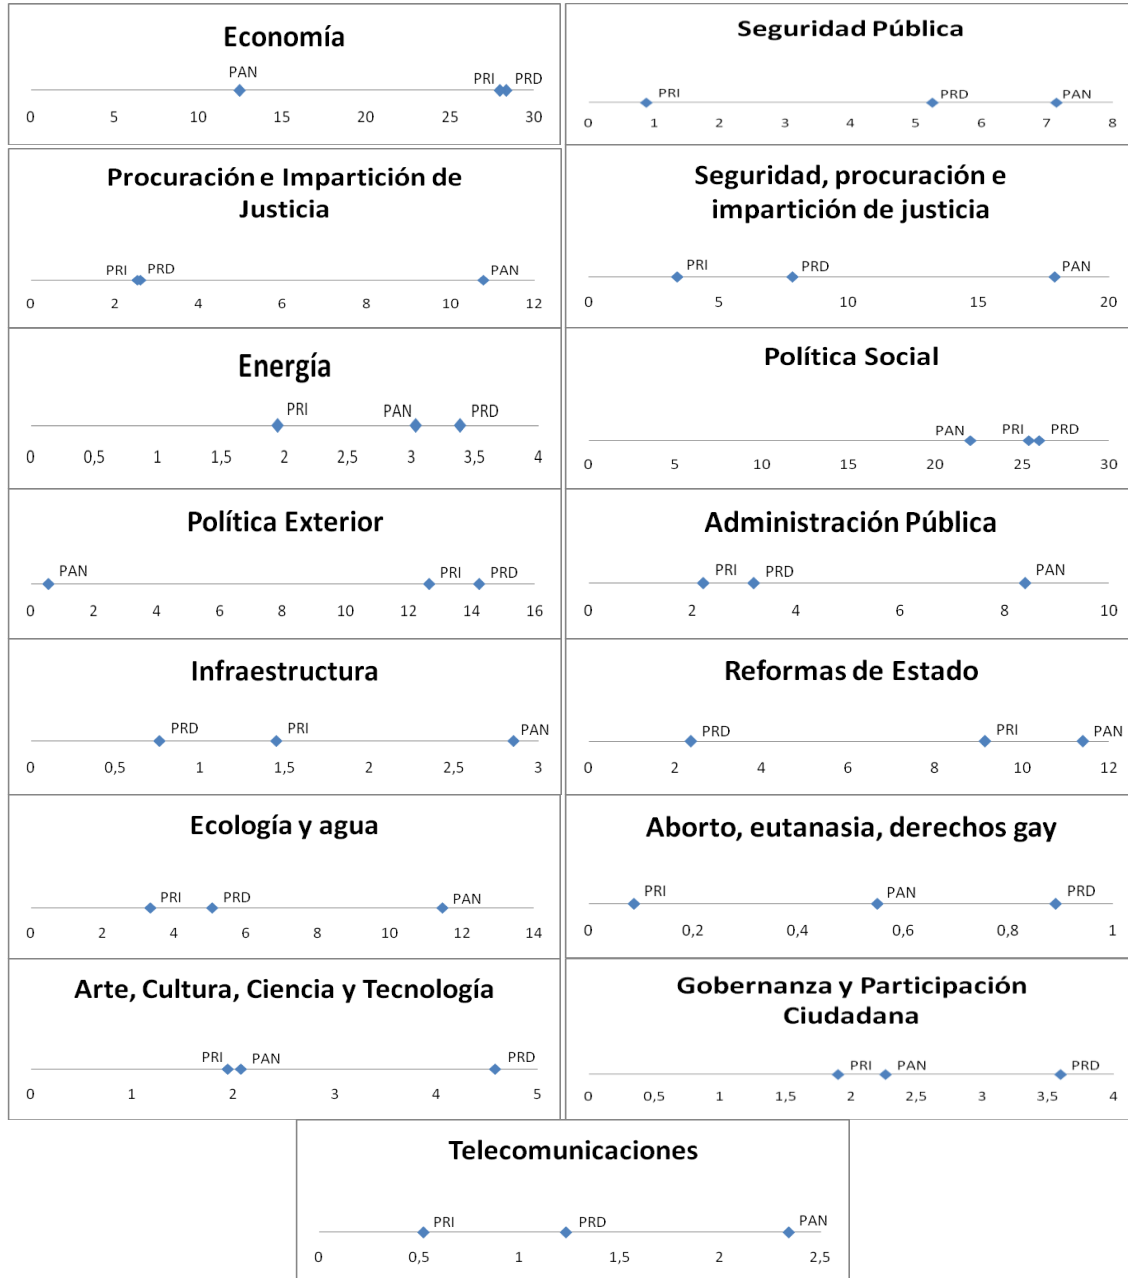 Economía
PAN PRI PRD
0 5 10 15 20 25 30
Seguridad Pública
PRI PRD PAN
0 1 2 3 4 5 6 7 8
Procuración e Impartición de
Justicia
PRI PRD PAN
0 2 4 6 8 10 12
Seguridad, procuración e
impartición de justicia
PRI PRD PAN
0 5 10 15 20
Energía
PRI PAN PRD
0 0,5 1 1,5 2 2,5 3 3,5 4
Política Social
PAN PRI PRD
0 5 10 15 20 25 30
Política Exterior
PAN PRI PRD
0 2 4 6 8 10 12 14 16
Administración Pública
PRI PRD PAN
0 2 4 6 8 10
Infraestructura
PRD PRI PAN
0 0,5 1 1,5 2 2,5 3
Reformas de Estado
PRD PRI PAN
0 2 4 6 8 10 12
Ecología y agua
PRI PRD PAN
0 2 4 6 8 10 12 14
Aborto, eutanasia, derechos gay
PRI PAN PRD
0 0,2 0,4 0,6 0,8 1
Arte, Cultura, Ciencia y Tecnología
PRI PAN PRD
0 1 2 3 4 5
Gobernanza y Participación
Ciudadana
PRI PAN PRD
0 0,5 1 1,5 2 2,5 3 3,5 4
Telecomunicaciones
PRI PRD PAN
0 0,5 1 1,5 2 2,5